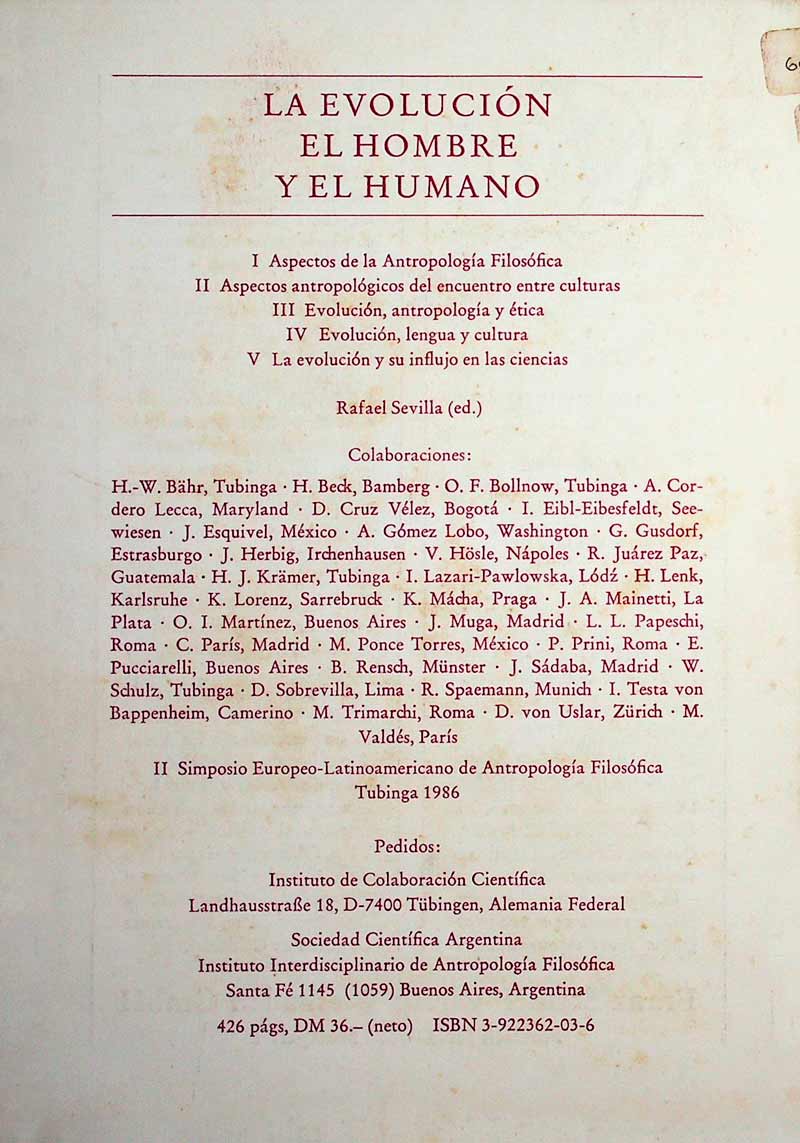 LA EVOLUCIÓN
EL HOMBRE
Y EL HUMANO
I Aspectos de la Antropología Filosófica
II Aspectos antropológicos del encuentro entre culturas
III Evolución, antropología y ética
IV Evolución, lengua y cultura
V La evolución y su influjo en las ciencias
Rafael Sevilla (ed.)
Colaboraciones:
H.-W. Bähr, Tubinga · H. Beck, Bamberg · O. F. Bollnow, Tubinga · A. Cor-
dero Lecca, Maryland · D. Cruz Vélez, Bogotá · I. Eibl-Eibesfeldt, See-
wiesen · J. Esquivel, México · A. Gómez Lobo, Washington · G. Gusdorf,
Estrasburgo · J. Herbig, Irchenhausen · V. Hösle, Nápoles · R. Juárez Paz,
Guatemala · H. J. Krämer, Tubinga · I. Lazari-Pawlowska, Lódź · H. Lenk,
Karlsruhe · K. Lorenz, Sarrebruck · K. Mácha, Praga · J. A. Mainetti, La
Plata · O. I. Martínez, Buenos Aires · J. Muga, Madrid · L. L. Papeschi,
Roma · C. París, Madrid · M. Ponce Torres, México · P. Prini, Roma · E.
Pucciarelli, Buenos Aires · B. Rensch, Münster · J. Sádaba, Madrid · W.
Schulz, Tubinga · D. Sobrevilla, Lima · R. Spaemann, Munich · I. Testa von
Bappenheim, Camerino · M. Trimarchi, Roma · D. von Uslar, Zürich · M.
Valdés, París
II Simposio Europeo-Latinoamericano de Antropología Filosófica
Tubinga 1986
Pedidos:
Instituto de Colaboración Científica
Landhausstraße 18, D-7400 Tübingen, Alemania Federal
Sociedad Científica Argentina
Instituto Interdisciplinario de Antropología Filosófica
Santa Fé 1145 (1059) Buenos Aires, Argentina
426 págs, DM 36.– (neto) ISBN 3-922362-03-6